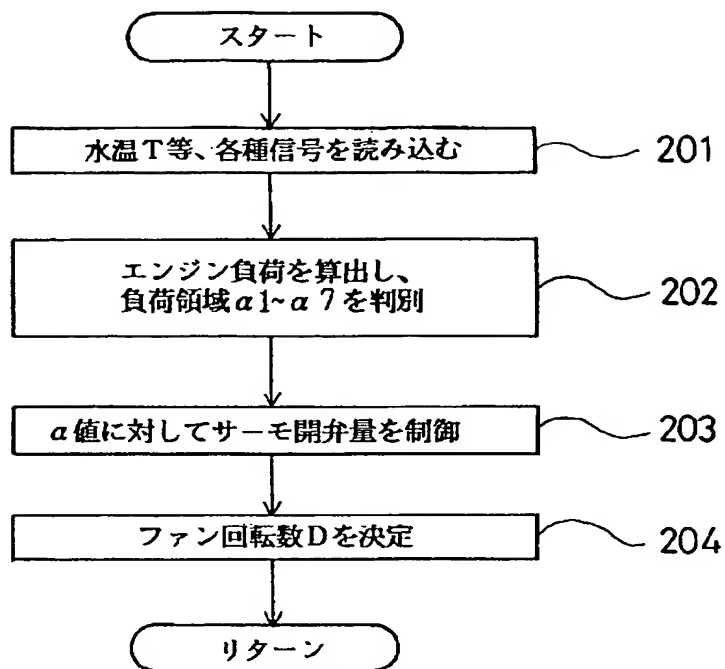 スタート
水温T等、各種信号を読み込む
201
エンジン負荷を算出し、
負荷領域α1~α7を判別
202
α値に対してサーモ開弁量を制御
203
ファン回転数Dを決定
204
リターン